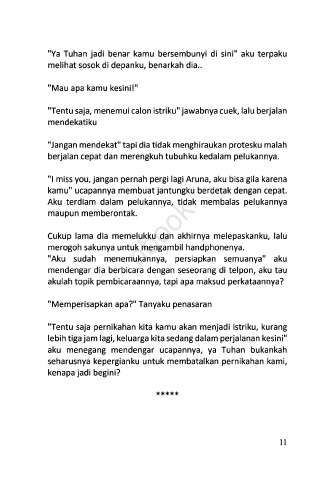 "Ya Tuhan jadi benar kamu bersembunyi di sini" aku terpaku
melihat sosok di depanku, benarkah dia..
"Mau apa kamu kesini!"
"Tentu saja, menemui calon istriku" jawabnya cuek, lalu berjalan
mendekatiku
"Jangan mendekat" tapi dia tidak menghiraukan protesku malah
berjalan cepat dan merengkuh tubuhku kedalam pelukannya.
"I miss you, jangan pernah pergi lagi Aruna, aku bisa gila karena
kamu" ucapannya membuat jantungku berdetak dengan cepat.
Aku terdiam dalam pelukannya, tidak membalas pelukannya
maupun memberontak.
Cukup lama dia memelukku dan akhirnya melepaskanku, lalu
merogoh sakunya untuk mengambil handphonenya.
"Aku sudah menemukannya, persiapkan semuanya" aku
mendengar dia berbicara dengan seseorang di telpon, aku tau
akulah topik pembicaraannya, tapi apa maksud perkataannya?
"Memperisapkan apa?" Tanyaku penasaran
"Tentu saja pernikahan kita kamu akan menjadi istriku, kurang
lebih tiga jam lagi, keluarga kita sedang dalam perjalanan kesini"
aku menegang mendengar ucapannya, ya Tuhan bukankah
seharusnya kepergianku untuk membatalkan pernikahan kami,
kenapa jadi begini?
*****
11